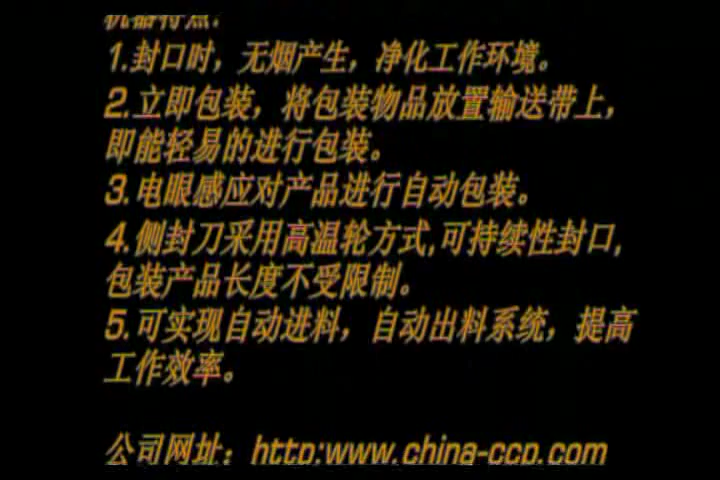 机器特点:
1.封口时，无烟产生，净化工作环境。
2.立即包装，将包装物品放置输送带上，
即能轻易的进行包装。
3.电眼感应对产品进行自动包装。
4.侧封刀采用高温轮方式,可持续性封口,
包装产品长度不受限制。
5.可实现自动进料，自动出料系统，提高
工作效率。
公司网址：http:www.china-ccp.com